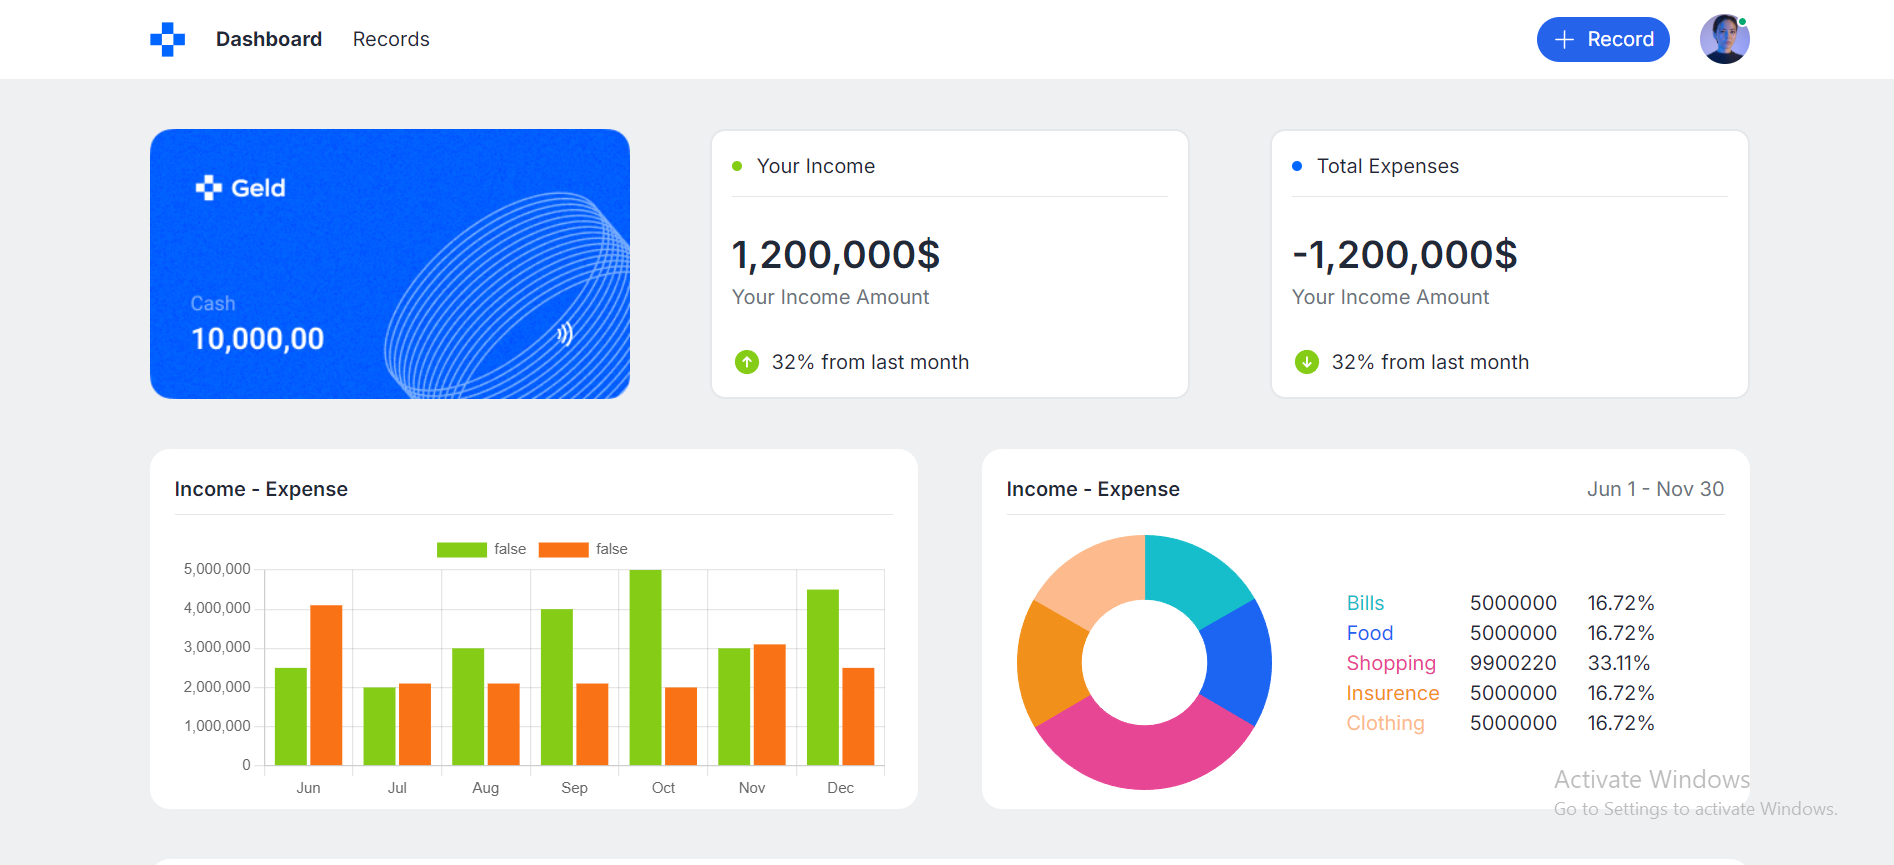 Dashboard Records
+ Record
Geld
Cash
10,000,00
Your Income
1,200,000$
Your Income Amount
32% from last month
Total Expenses
-1,200,000$
Your Income Amount
32% from last month
Income - Expense
false false
5,000,000
4,000,000
3,000,000
2,000,000
1,000,000
0
Jun Jul Aug Sep Oct Nov Dec
Income - Expense Jun 1 - Nov 30
Bills 5000000 16.72%
Food 5000000 16.72%
Shopping 9900220 33.11%
Insurence 5000000 16.72%
Clothing 5000000 16.72%
Activate Windows
Go to Settings to activate Windows.